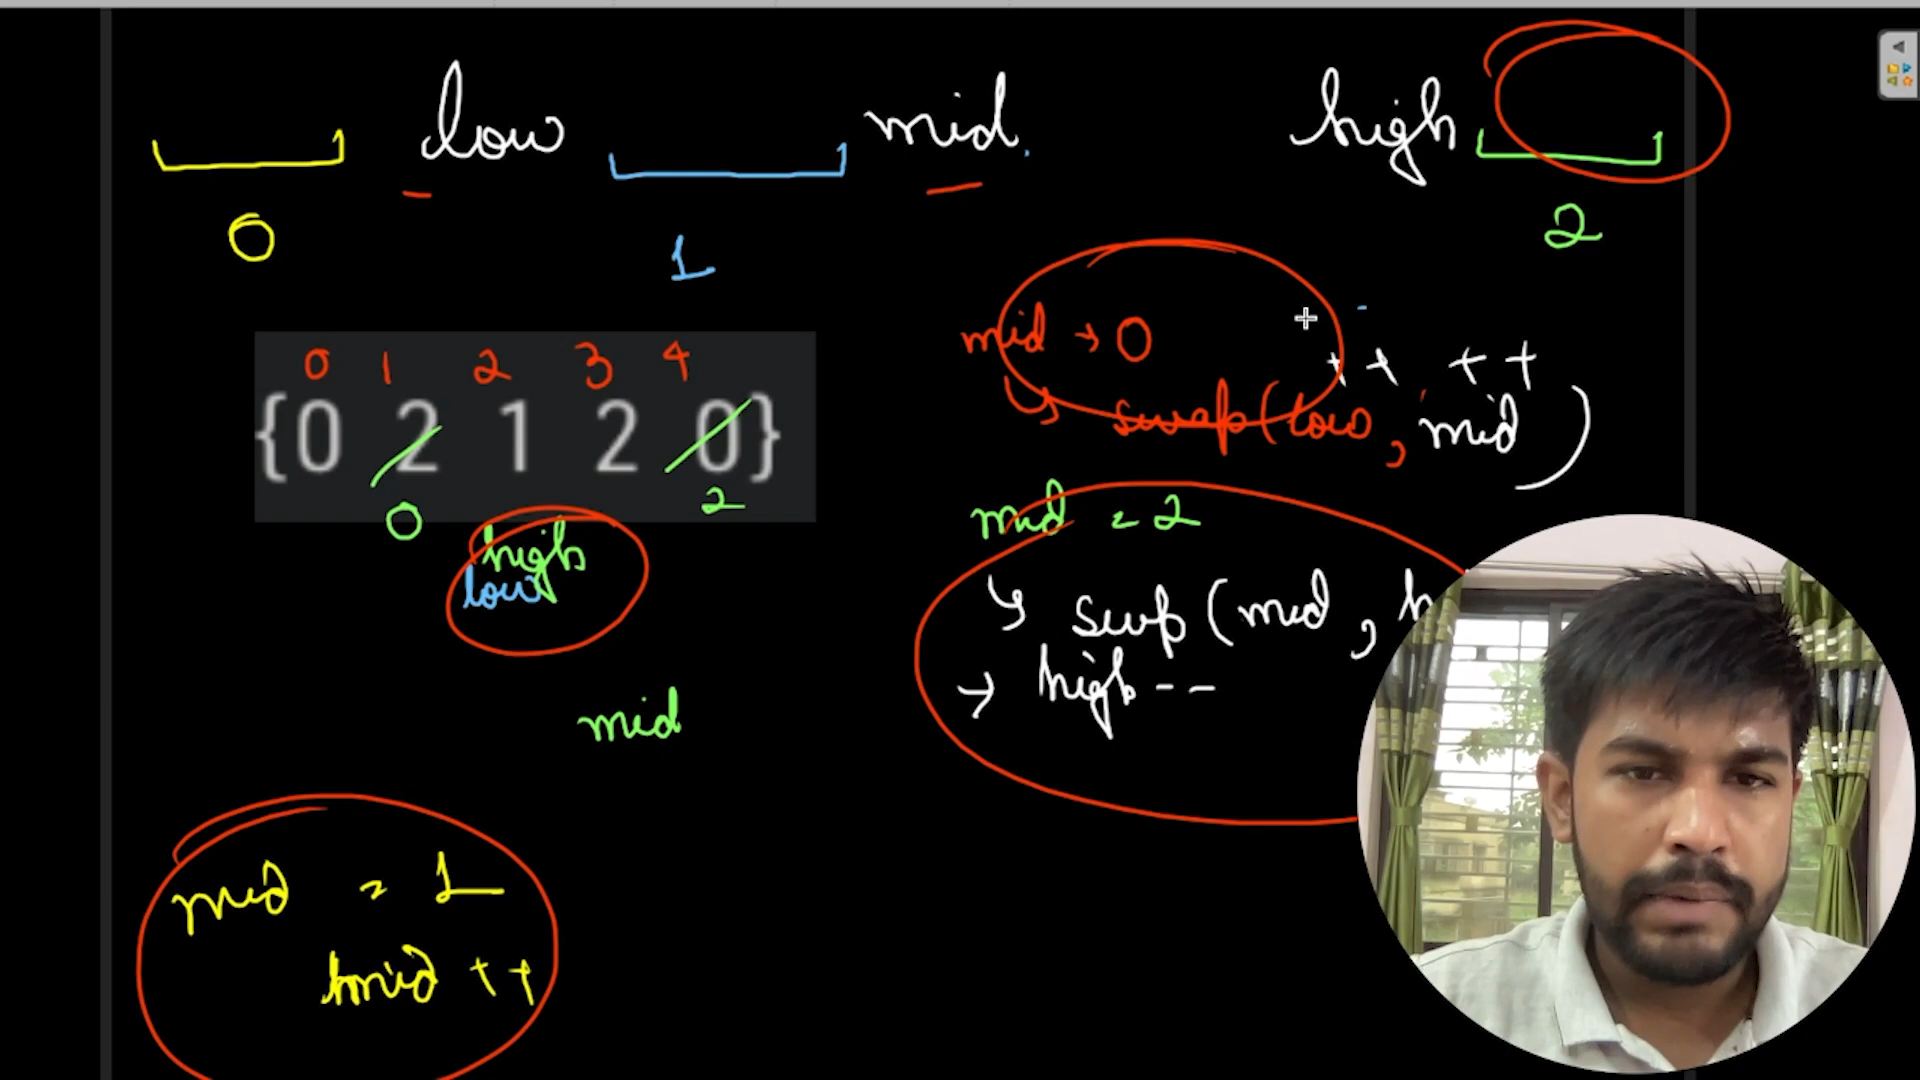 low mid. high
0 1 2
mid → 0
++ ++
swap(low, mid)
0 1 2 3 4
{0 2 1 2 0}
0 2
mid = 2
high
low
swap(mid, h
→ high--
mid
mid = 1
mid++